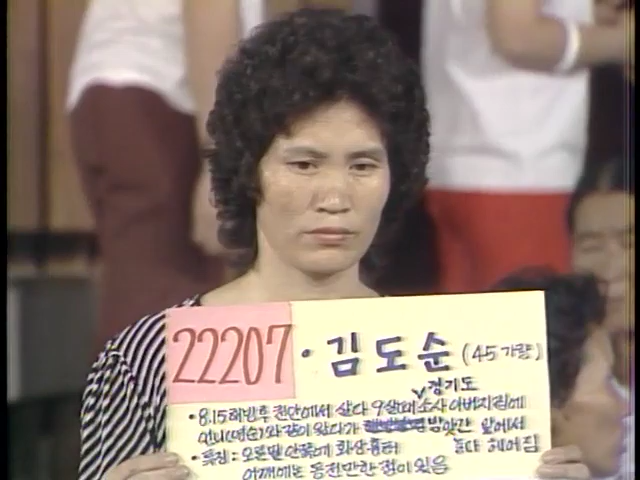 22207 · 김도순 (45가량)
경기도
· 8.15해방후 천안에서 살다 9살때 소사 아버지집에
언니(명순)와같이 왔다가 방앗간 앞에서
놀다 헤어짐
· 특징: 오른팔 안쪽에 화상흉터
어깨에는 동전만한 점이 있음